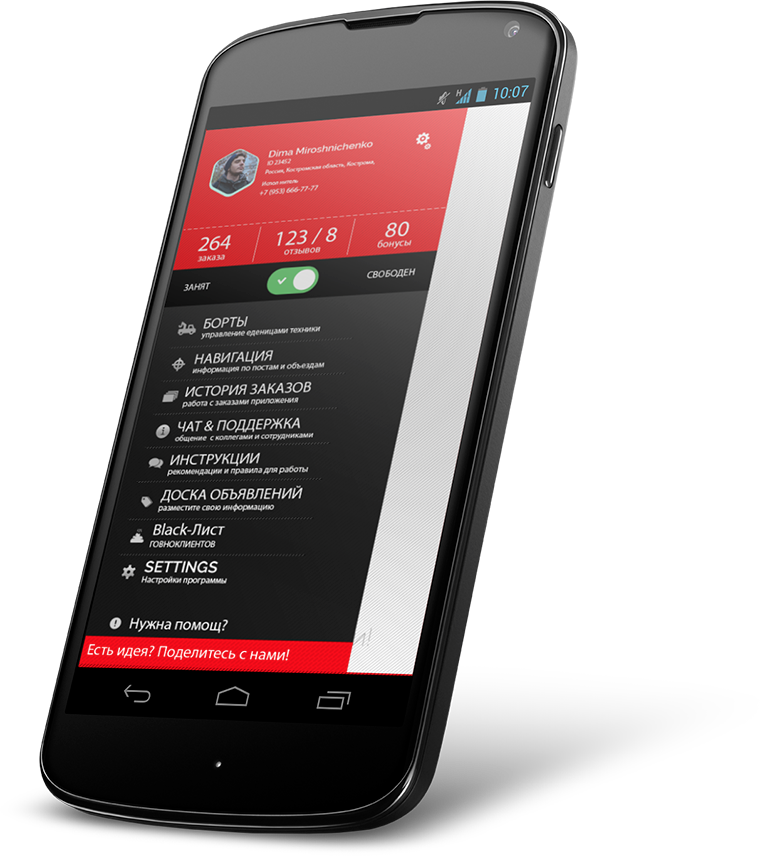 H 10:07
Dima Miroshnichenko
ID 23452
Россия, Костромская область, Кострома,
+7 (953) 666-77-77
264
заказа
123 / 8
отзывов
80
бонусы
ЗАНЯТ
СВОБОДЕН
БОРТЫ
управление еденицами техники
НАВИГАЦИЯ
информация по постам и объездам
ИСТОРИЯ ЗАКАЗОВ
работа с заказами приложения
ЧАТ & ПОДДЕРЖКА
общение с коллегами и сотрудниками
ИНСТРУКЦИИ
рекомендации и правила для работы
ДОСКА ОБЪЯВЛЕНИЙ
разместите свою информацию
Black-Лист
ГОВНОКЛИЕНТОВ
SETTINGS
Настройки программы
Нужна помощ?
Есть идея? Поделитесь с нами!
И!